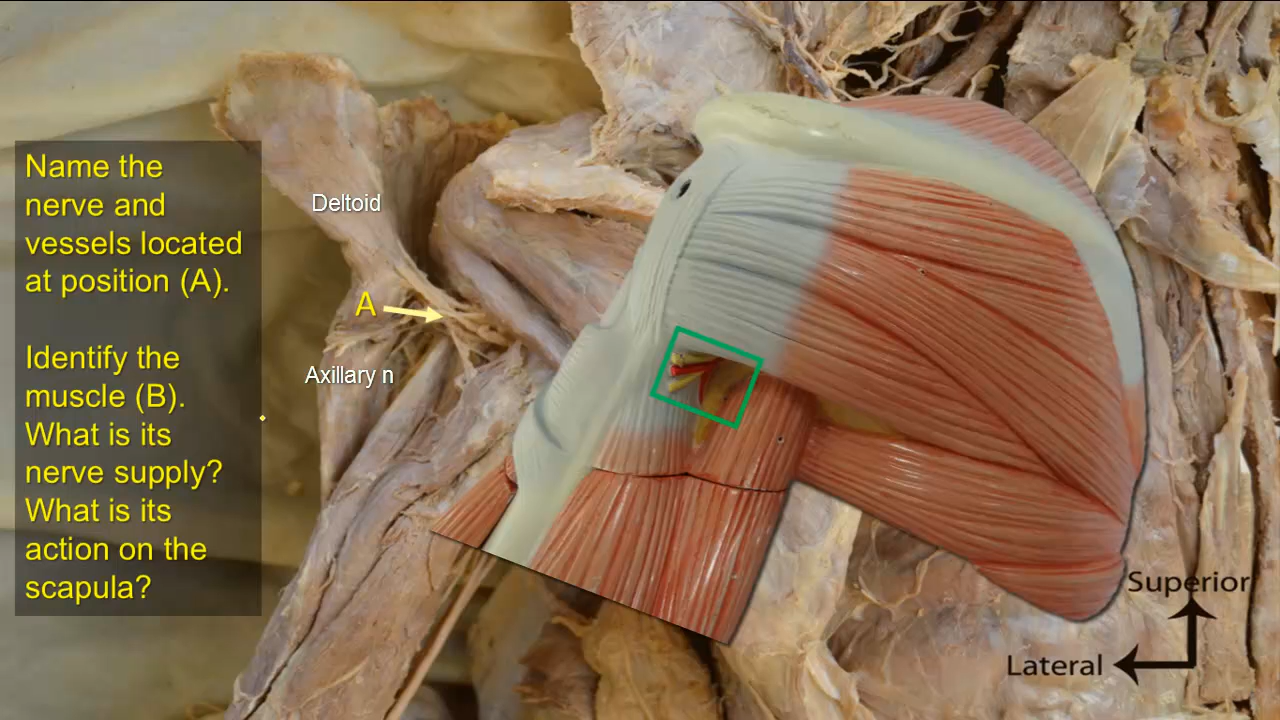 Name the
nerve and
vessels located
at position (A).
Identify the
muscle (B).
What is its
nerve supply?
What is its
action on the
scapula?
Deltoid
A
Axillary n
Superior
Lateral